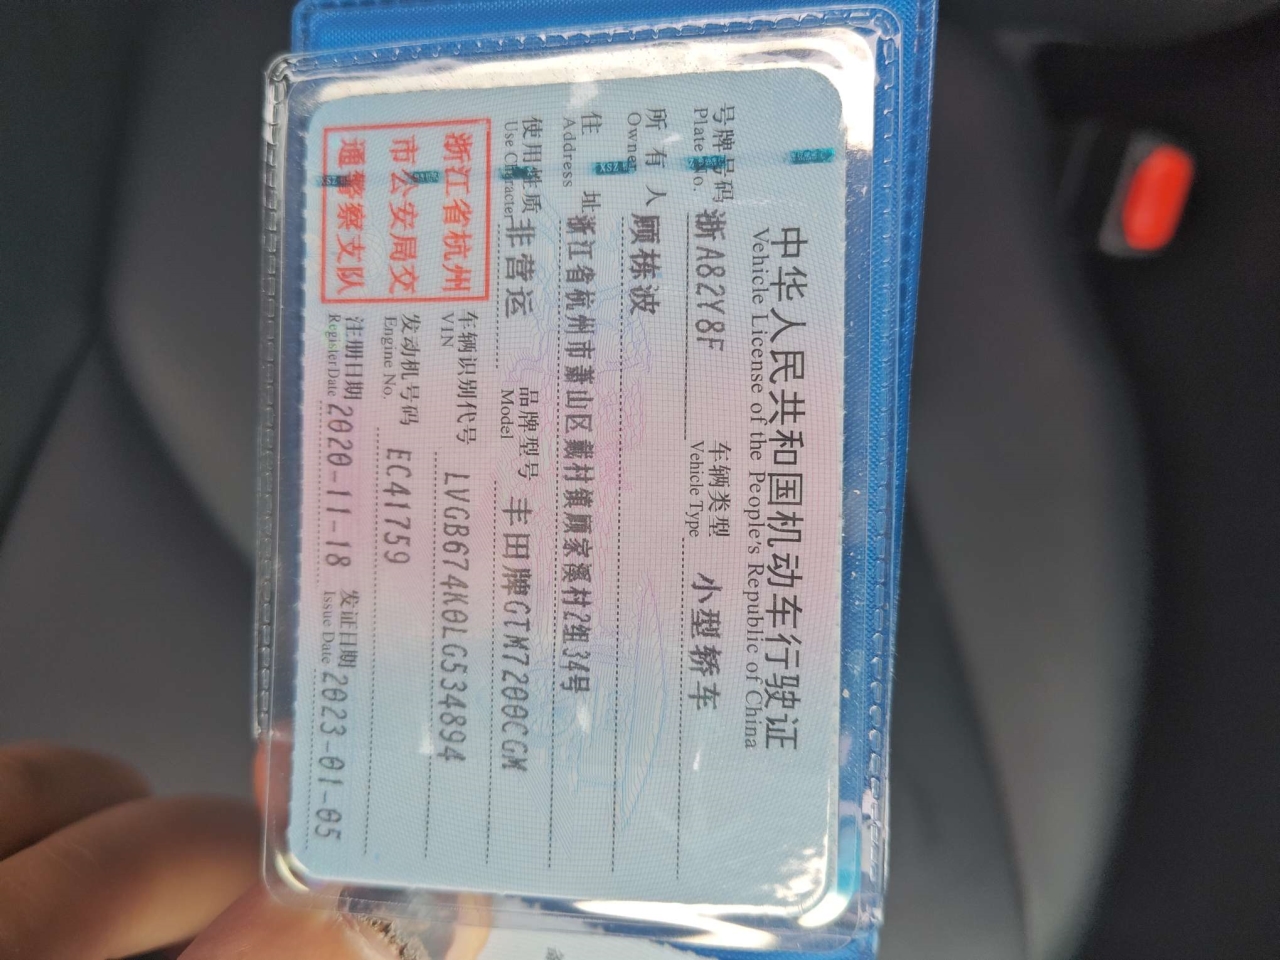 中华人民共和国机动车行驶证
Vehicle License of the People's Republic of China
号牌号码 浙A82Y8F 车辆类型 小型轿车
Plate No. Vehicle Type
所有人 顾栋波
Owner
住址 浙江省杭州市萧山区戴村镇顾家溪村2组34号
Address
使用性质 非营运 品牌型号 丰田牌GTM7200CGM
Use Character Model
浙江省杭州
市公安局交
通警察支队
车辆识别代号 LVGB674K0LG534894
VIN
发动机号码 EC41759
Engine No.
注册日期 2020-11-18 发证日期 2023-01-05
Register Date Issue Date